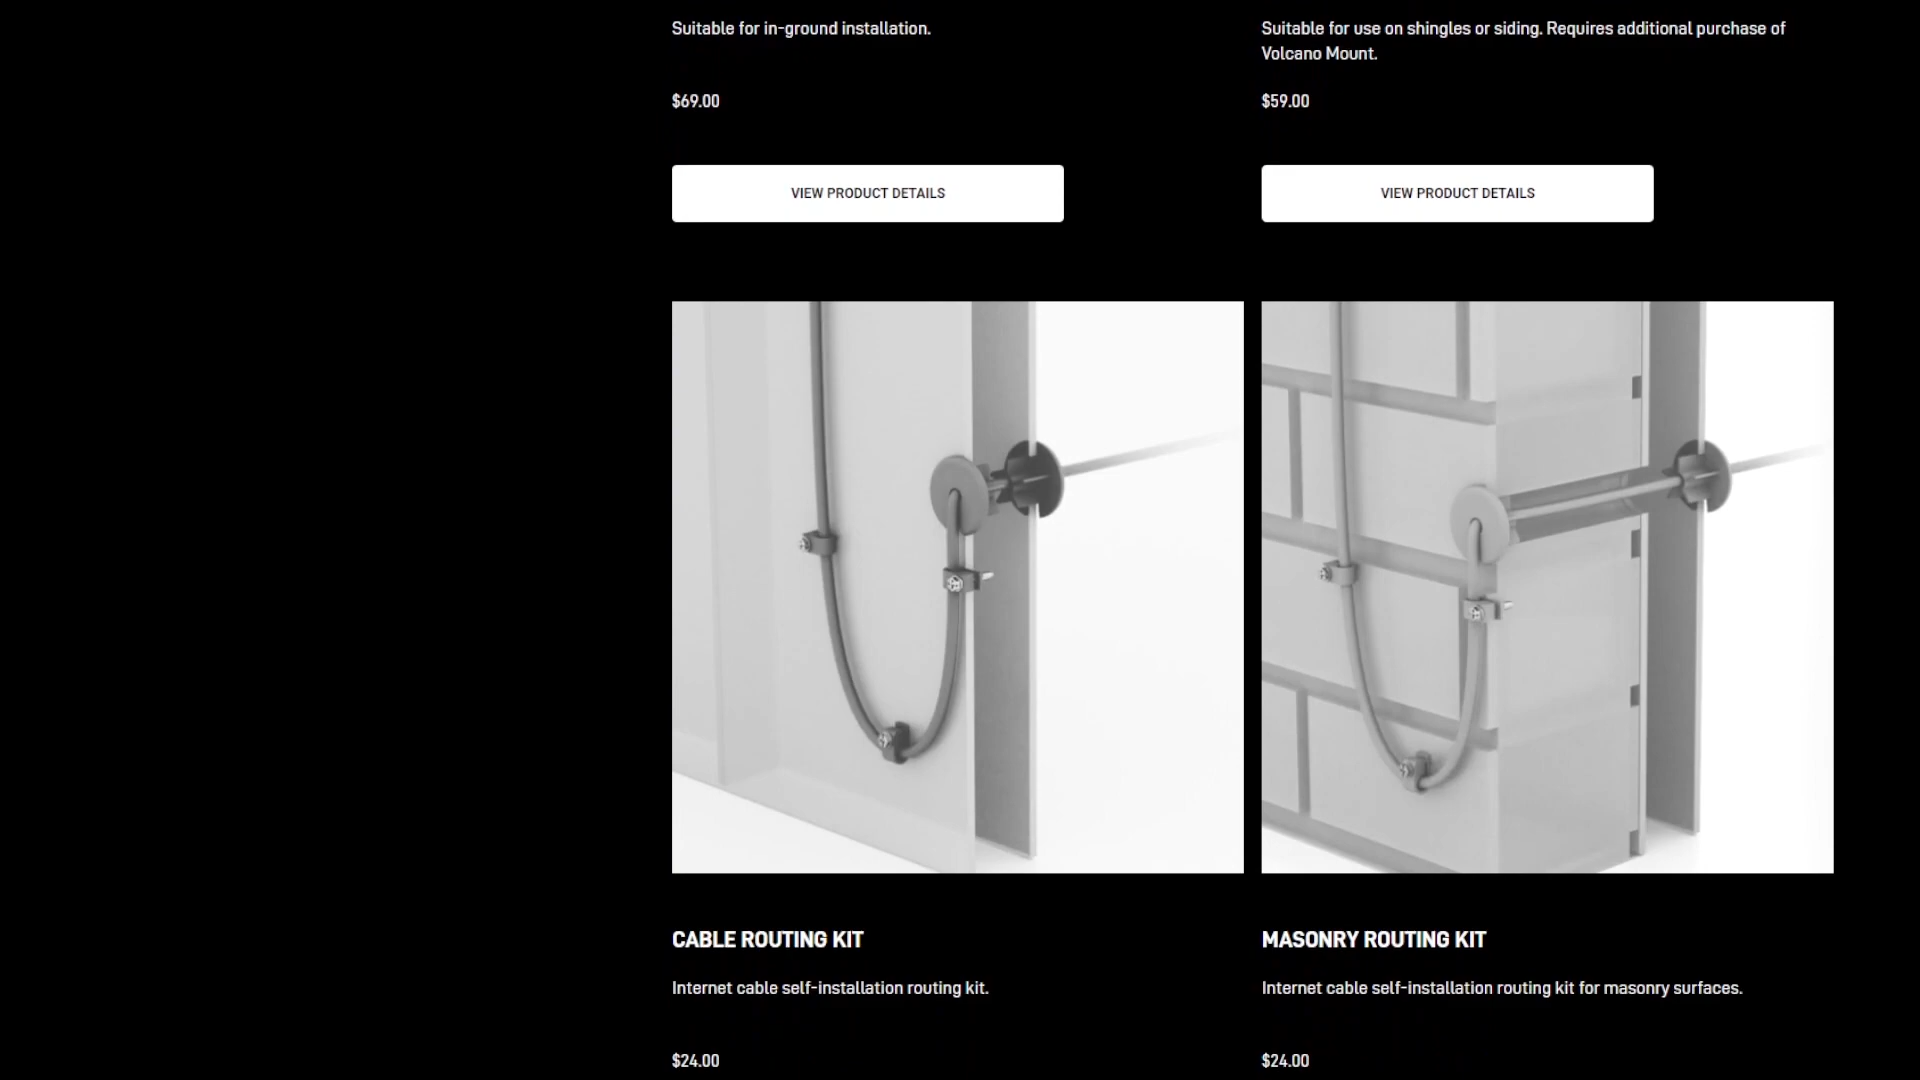 Suitable for in-ground installation.
$69.00
VIEW PRODUCT DETAILS
Suitable for use on shingles or siding. Requires additional purchase of
Volcano Mount.
$59.00
VIEW PRODUCT DETAILS
CABLE ROUTING KIT
Internet cable self-installation routing kit.
$24.00
MASONRY ROUTING KIT
Internet cable self-installation routing kit for masonry surfaces.
$24.00